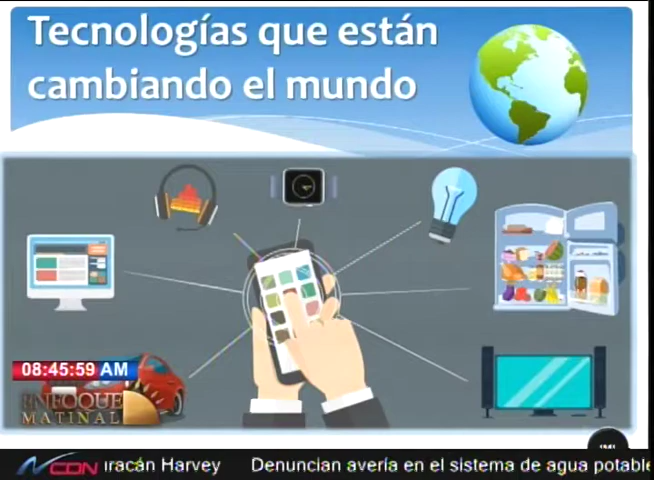 Tecnologías que están
cambiando el mundo
08:45:59 AM
ENFOQUE
MATINAL
CDN
uracán Harvey Denuncian avería en el sistema de agua potable